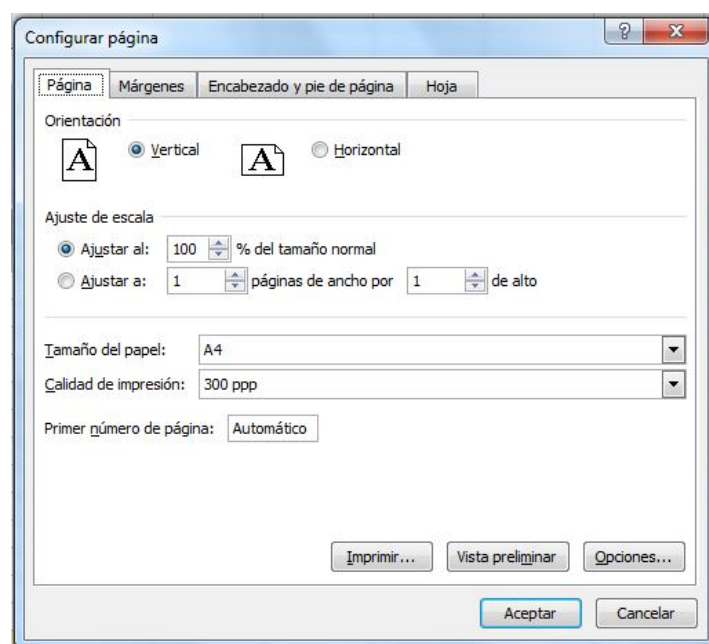 Configurar página
Página Márgenes Encabezado y pie de página Hoja
Orientación
A Vertical A Horizontal
Ajuste de escala
Ajustar al: 100 % del tamaño normal
Ajustar a: 1 páginas de ancho por 1 de alto
Tamaño del papel: A4
Calidad de impresión: 300 ppp
Primer número de página: Automático
Imprimir... Vista preliminar Opciones...
Aceptar Cancelar